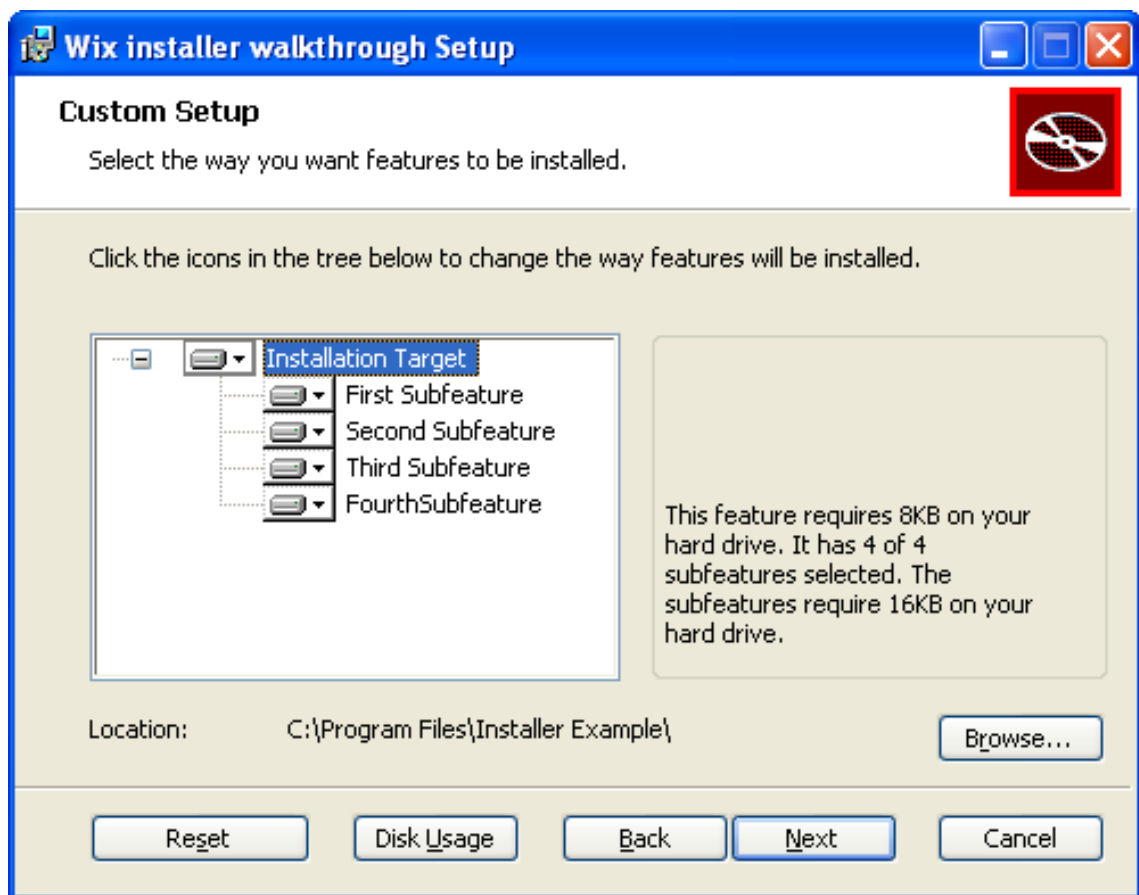 Wix installer walkthrough Setup
Custom Setup
Select the way you want features to be installed.
Click the icons in the tree below to change the way features will be installed.
Installation Target
First Subfeature
Second Subfeature
Third Subfeature
FourthSubfeature
This feature requires 8KB on your
hard drive. It has 4 of 4
subfeatures selected. The
subfeatures require 16KB on your
hard drive.
Location: C:\Program Files\Installer Example\
Browse...
Reset Disk Usage Back Next Cancel